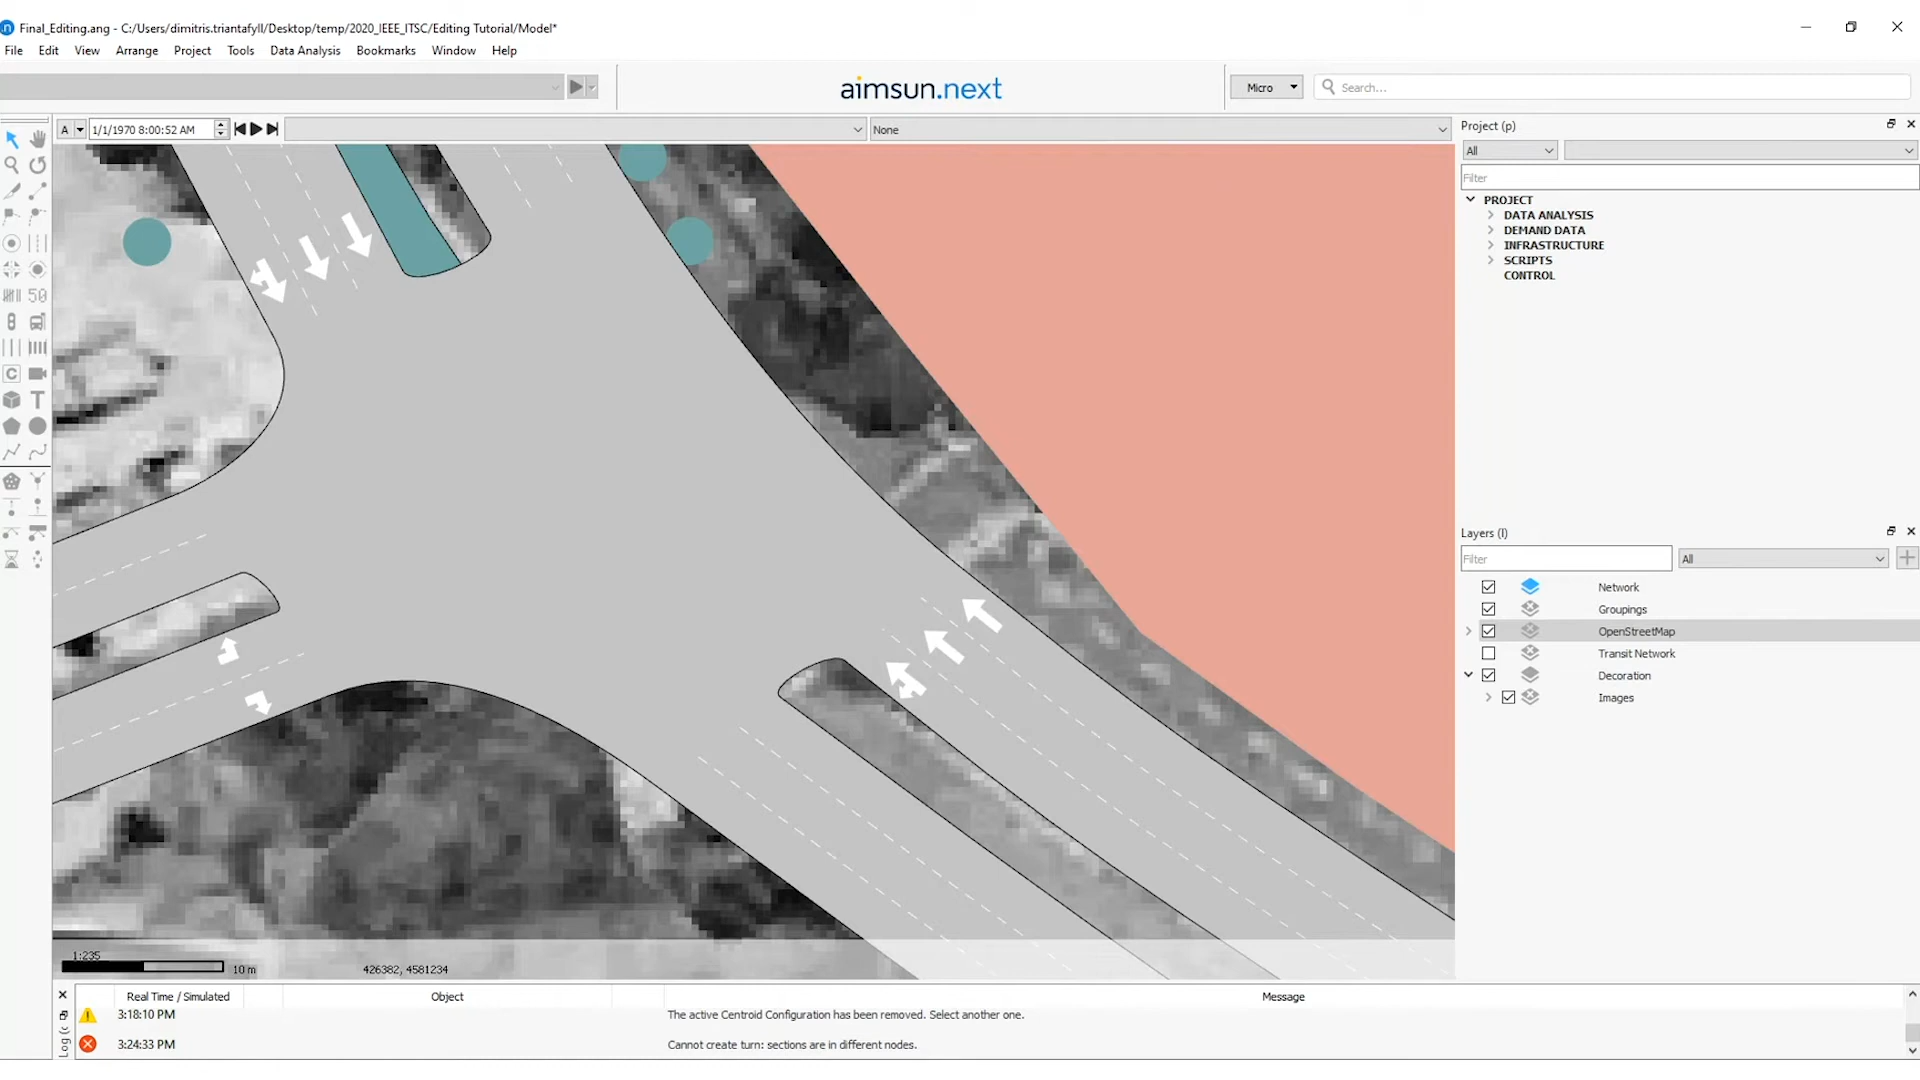 Final_Editing.ang - C:/Users/dimitris.triantafyll/Desktop/temp/2020_IEEE_ITSC/Editing Tutorial/Model*
File Edit View Arrange Project Tools Data Analysis Bookmarks Window Help
aimsun.next
Micro
Search...
A 1/1/1970 8:00:52 AM
None
Project (p)
All
Filter
PROJECT
DATA ANALYSIS
DEMAND DATA
INFRASTRUCTURE
SCRIPTS
CONTROL
50
C
T
Layers (l)
Filter
All
Network
Groupings
OpenStreetMap
Transit Network
Decoration
Images
1:235
10 m
426382, 4581234
Real Time / Simulated Object Message
3:18:10 PM The active Centroid Configuration has been removed. Select another one.
3:24:33 PM Cannot create turn: sections are in different nodes.